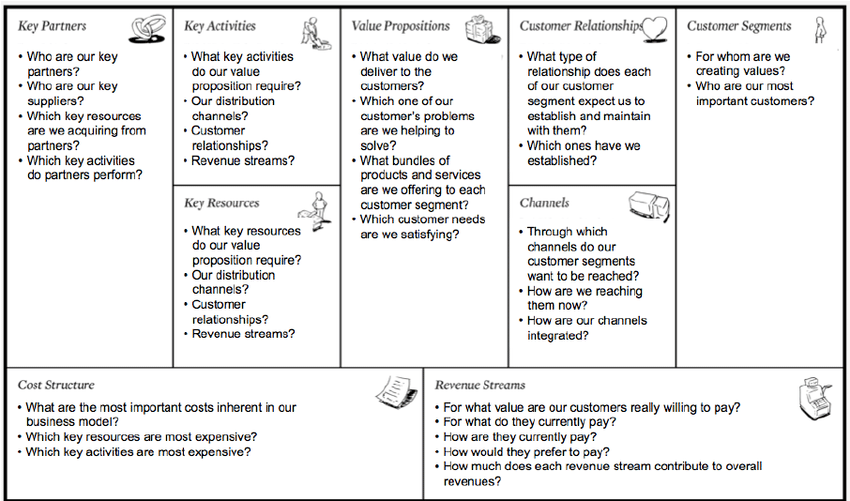 Key Partners
• Who are our key
partners?
• Who are our key
suppliers?
• Which key resources
are we acquiring from
partners?
• Which key activities
do partners perform?
Key Activities
• What key activities
do our value
proposition require?
• Our distribution
channels?
• Customer
relationships?
• Revenue streams?
Key Resources
• What key resources
do our value
proposition require?
• Our distribution
channels?
• Customer
relationships?
• Revenue streams?
Value Propositions
• What value do we
deliver to the
customers?
• Which one of our
customer's problems
are we helping to
solve?
• What bundles of
products and services
are we offering to each
customer segment?
• Which customer needs
are we satisfying?
Customer Relationships
• What type of
relationship does each
of our customer
segment expect us to
establish and maintain
with them?
• Which ones have we
established?
Channels
• Through which
channels do our
customer segments
want to be reached?
• How are we reaching
them now?
• How are our channels
integrated?
Customer Segments
• For whom are we
creating values?
• Who are our most
important customers?
Cost Structure
• What are the most important costs inherent in our
business model?
• Which key resources are most expensive?
• Which key activities are most expensive?
Revenue Streams
• For what value are our customers really willing to pay?
• For what do they currently pay?
• How are they currently pay?
• How would they prefer to pay?
• How much does each revenue stream contribute to overall
revenues?